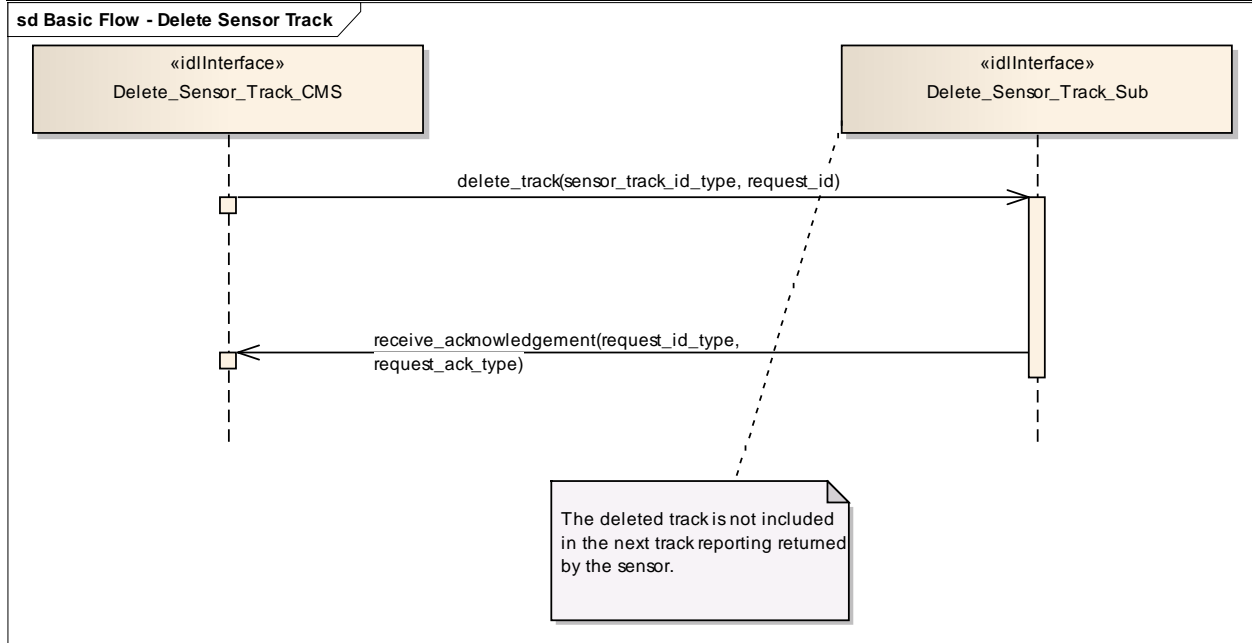 sd Basic Flow - Delete Sensor Track
«idlInterface»
Delete_Sensor_Track_CMS
«idlInterface»
Delete_Sensor_Track_Sub
delete_track(sensor_track_id_type, request_id)
receive_acknowledgement(request_id_type,
request_ack_type)
The deleted track is not included
in the next track reporting returned
by the sensor.